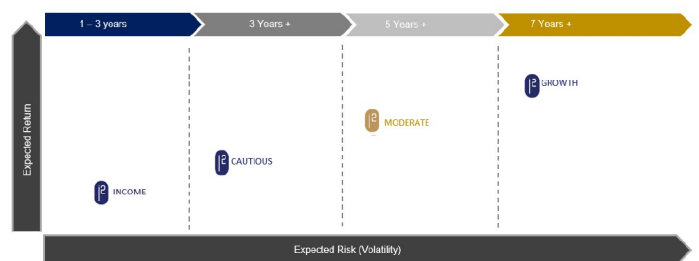 1 – 3 years
3 Years +
5 Years +
7 Years +
Expected Return
GROWTH
MODERATE
CAUTIOUS
INCOME
Expected Risk (Volatility)